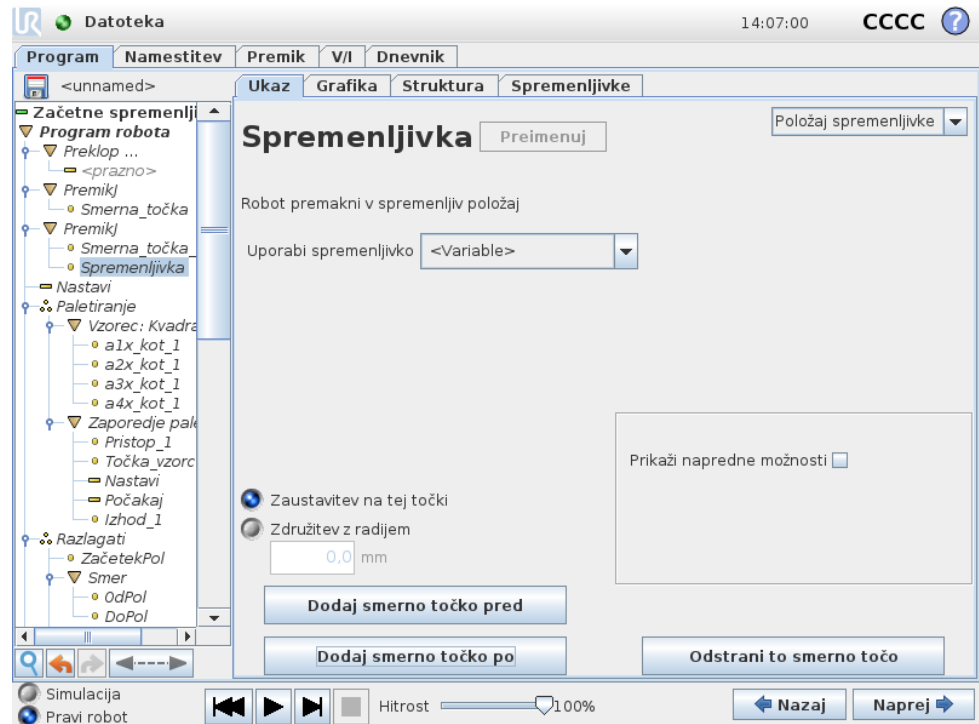 UR Datoteka 14:07:00 CCCC ?
Program Namestitev Premik V/I Dnevnik
<unnamed>
Ukaz Grafika Struktura Spremenljivke
Začetne spremenlji
Program robota
Preklop ...
<prazno>
PremikJ
Smerna_točka
PremikJ
Smerna_točka_
Spremenljivka
Nastavi
Paletiranje
Vzorec: Kvadra
a1x_kot_1
a2x_kot_1
a3x_kot_1
a4x_kot_1
Zaporedje pale
Pristop_1
Točka_vzorc
Nastavi
Počakaj
Izhod_1
Razlagati
ZačetekPol
Smer
OdPol
DoPol
Spremenljivka Preimenuj
Položaj spremenljivke
Robot premakni v spremenljiv položaj
Uporabi spremenljivko <Variable>
Prikaži napredne možnosti
Zaustavitev na tej točki
Združitev z radijem
0,0 mm
Dodaj smerno točko pred
Dodaj smerno točko po
Odstrani to smerno točo
Simulacija
Pravi robot
Hitrost 100%
Nazaj Naprej